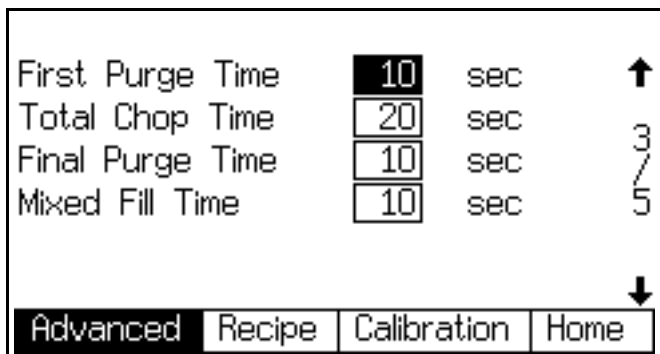 First Purge Time 10 sec ↑
Total Chop Time 20 sec
3
Final Purge Time 10 sec
/
Mixed Fill Time 10 sec
5
↓
Advanced Recipe Calibration Home